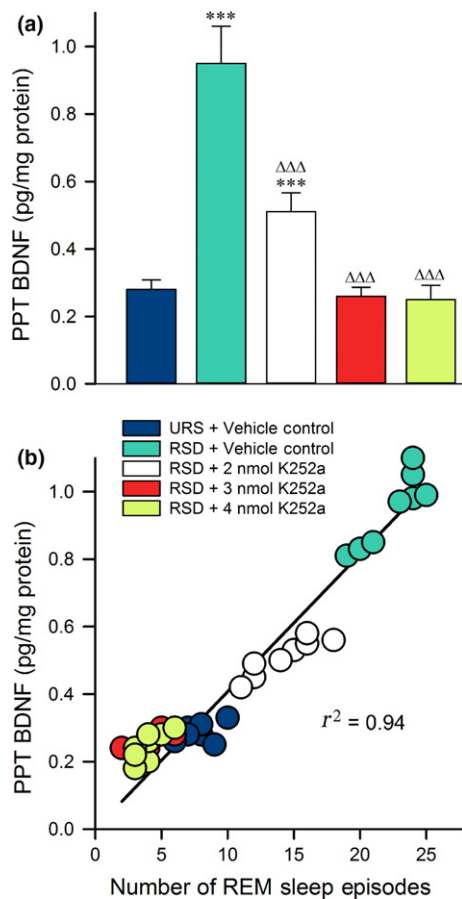 (a)
PPT BDNF (pg/mg protein)
1.0
0.8
0.6
0.4
0.2
0.0
***
ΔΔΔ
***
ΔΔΔ
ΔΔΔ
URS + Vehicle control
RSD + Vehicle control
RSD + 2 nmol K252a
RSD + 3 nmol K252a
RSD + 4 nmol K252a
(b)
PPT BDNF (pg/mg protein)
1.0
0.8
0.6
0.4
0.2
0.0
r² = 0.94
0 5 10 15 20 25
Number of REM sleep episodes